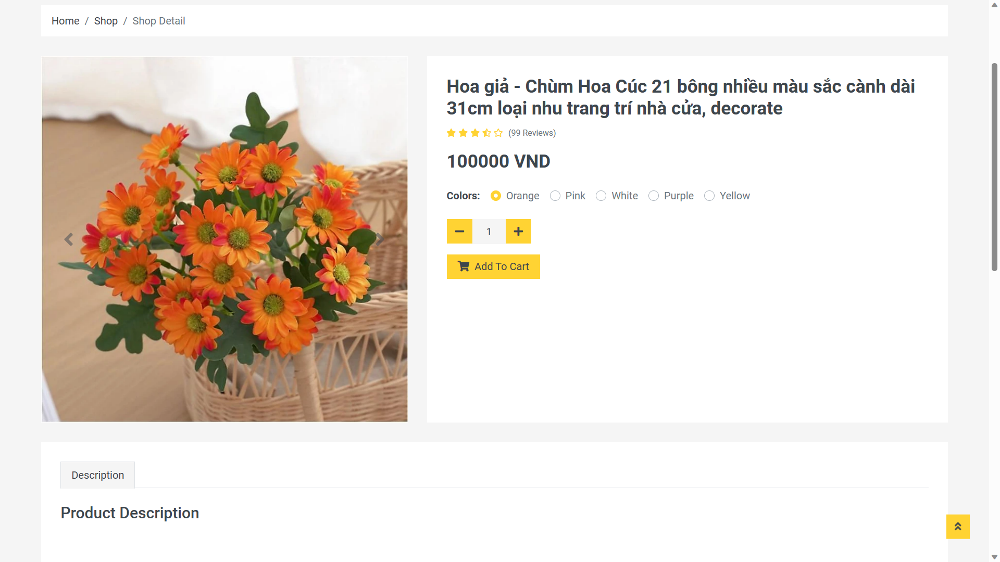 Home / Shop / Shop Detail
Hoa giả - Chùm Hoa Cúc 21 bông nhiều màu sắc cành dài
31cm loại nhu trang trí nhà cửa, decorate
(99 Reviews)
100000 VND
Colors: Orange Pink White Purple Yellow
1
Add To Cart
Description
Product Description